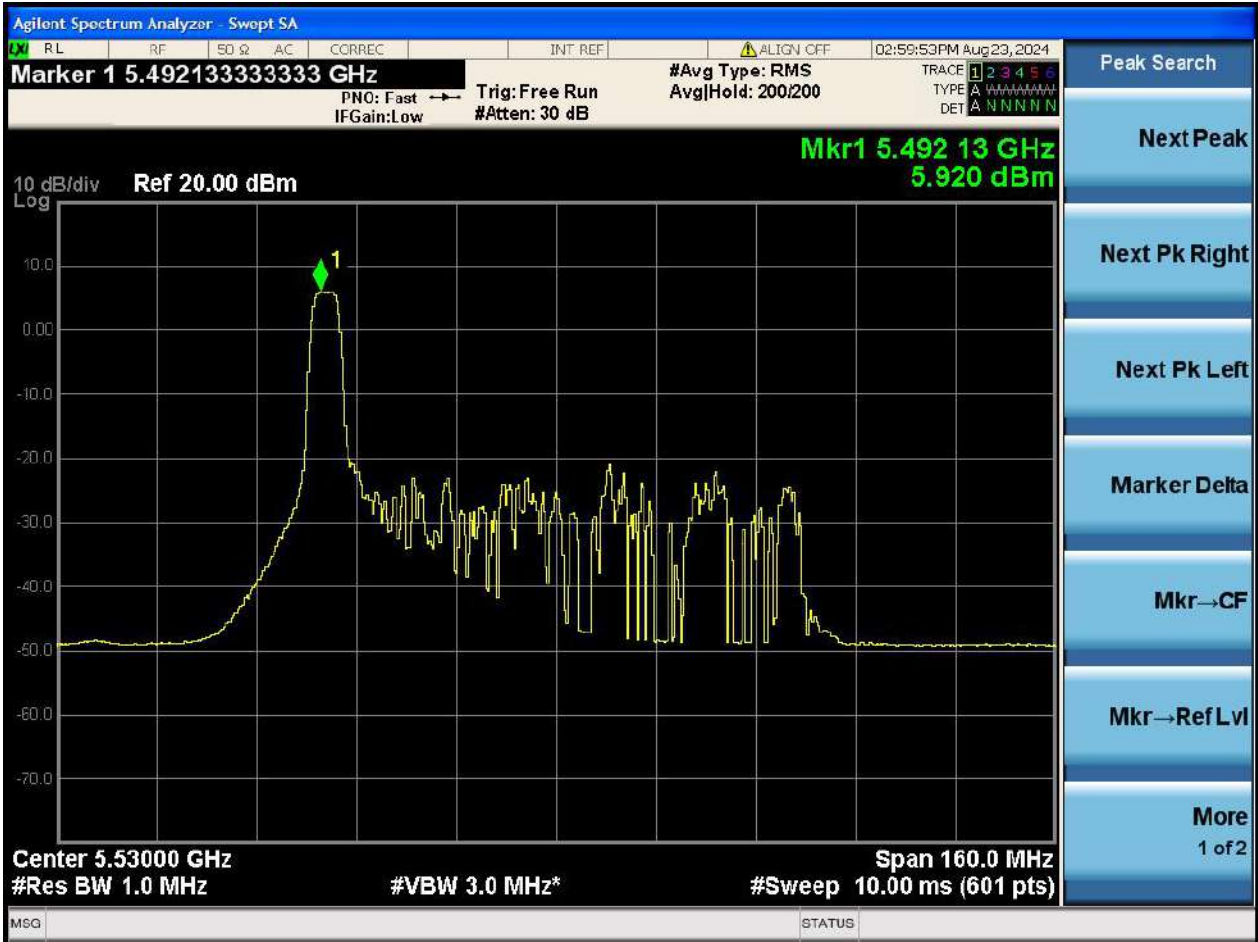 Agilent Spectrum Analyzer - Swept SA
LXI RL RF 50 Ω AC CORREC INT REF ALIGN OFF 02:59:53PM Aug 23, 2024
Marker 1 5.492133333333 GHz
PNO: Fast
IFGain:Low
Trig: Free Run
#Atten: 30 dB
#Avg Type: RMS
Avg|Hold: 200/200
TRACE 1 2 3 4 5 6
TYPE A WWWWW
DET A N N N N N
Mkr1 5.492 13 GHz
5.920 dBm
10 dB/div Ref 20.00 dBm
Log
1
10.0
0.00
-10.0
-20.0
-30.0
-40.0
-50.0
-60.0
-70.0
Center 5.53000 GHz Span 160.0 MHz
#Res BW 1.0 MHz #VBW 3.0 MHz* #Sweep 10.00 ms (601 pts)
MSG STATUS
Peak Search
Next Peak
Next Pk Right
Next Pk Left
Marker Delta
Mkr→CF
Mkr→Ref Lvl
More
1 of 2